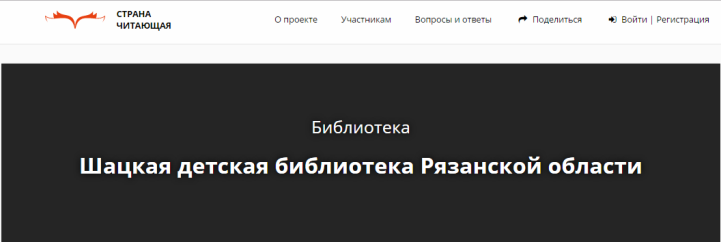 СТРАНА
ЧИТАЮЩАЯ
О проекте Участникам Вопросы и ответы Поделиться Войти | Регистрация
Библиотека
Шацкая детская библиотека Рязанской области